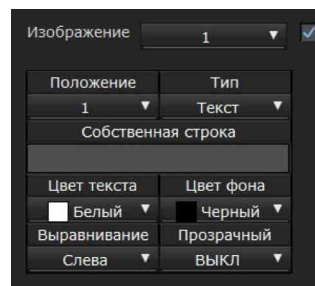 Изображение 1
Положение Тип
1 Текст
Собственная строка
Цвет текста Цвет фона
Белый Черный
Выравнивание Прозрачный
Слева ВЫКЛ